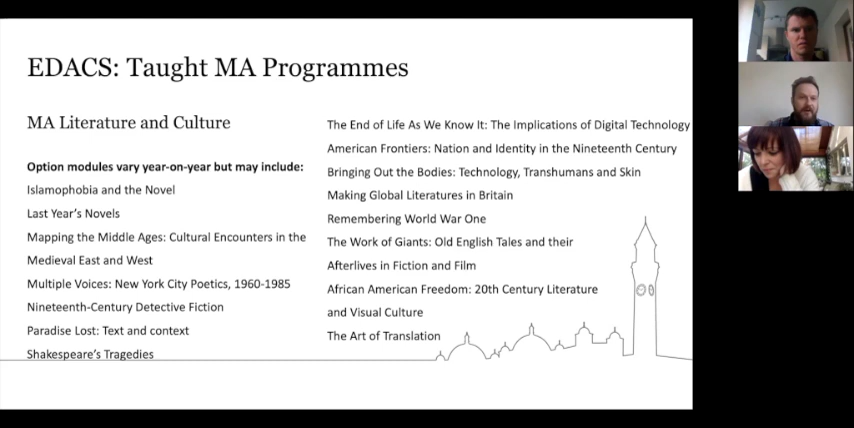 EDACS: Taught MA Programmes
MA Literature and Culture
Option modules vary year-on-year but may include:
Islamophobia and the Novel
Last Year's Novels
Mapping the Middle Ages: Cultural Encounters in the
Medieval East and West
Multiple Voices: New York City Poetics, 1960-1985
Nineteenth-Century Detective Fiction
Paradise Lost: Text and context
Shakespeare's Tragedies
The End of Life As We Know It: The Implications of Digital Technology
American Frontiers: Nation and Identity in the Nineteenth Century
Bringing Out the Bodies: Technology, Transhumans and Skin
Making Global Literatures in Britain
Remembering World War One
The Work of Giants: Old English Tales and their
Afterlives in Fiction and Film
African American Freedom: 20th Century Literature
and Visual Culture
The Art of Translation